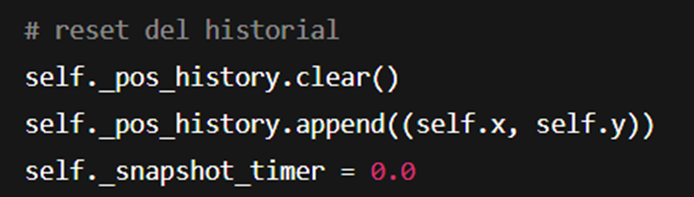 # reset del historial
self._pos_history.clear()
self._pos_history.append((self.x, self.y))
self._snapshot_timer = 0.0